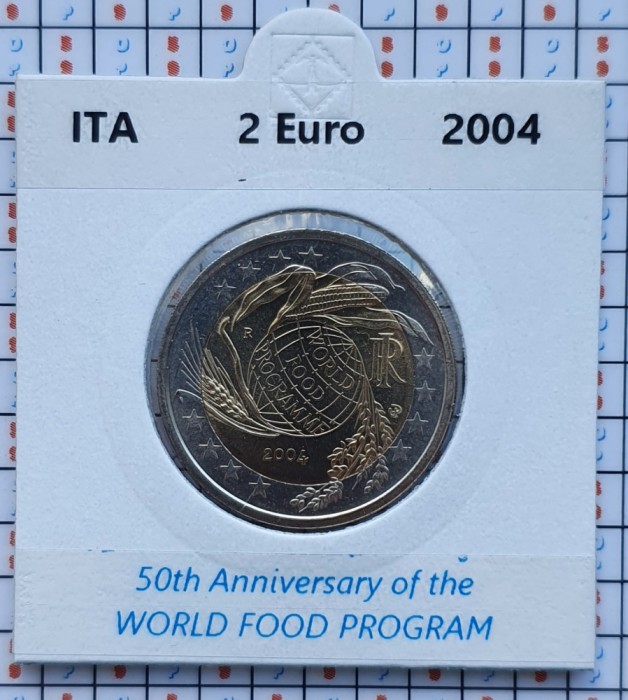 ITA 2 Euro 2004
R
RI
WORLD
FOOD
PROGRAMME
2004
50th Anniversary of the
WORLD FOOD PROGRAM